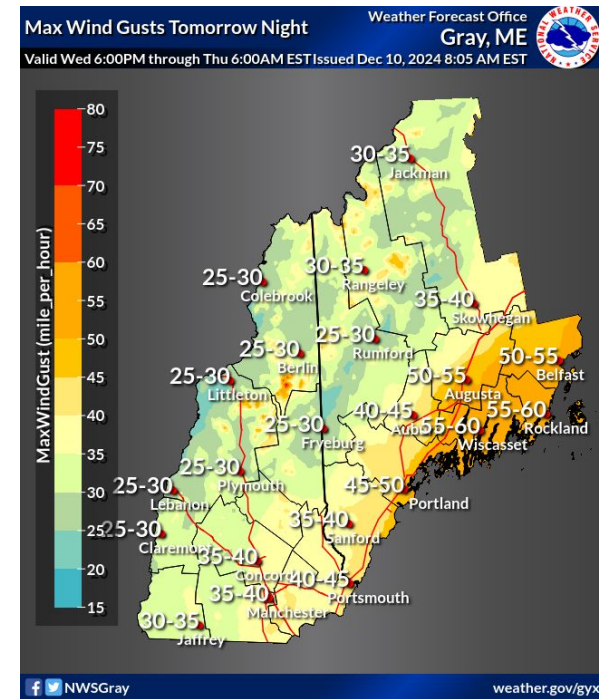 Max Wind Gusts Tomorrow Night
Weather Forecast Office
Gray, ME
Valid Wed 6:00PM through Thu 6:00AM EST
Issued Dec 10, 2024 8:05 AM EST
NATIONAL WEATHER SERVICE
MaxWindGust (mile_per_hour)
80
75
70
65
60
55
50
45
40
35
30
25
20
15
30-35
Jackman
30-35
Rangeley
25-30
Colebrook
35-40
Skowhegan
25-30
Rumford
25-30
Berlin
50-55
Belfast
25-30
Littleton
50-55
Augusta
40-45
55-60
Rockland
55-60
Wiscasset
25-30
Fryeburg
25-30
Plymouth
25-30
Lebanon
45-50
Portland
35-40
Sanford
25-30
Claremont
35-40
Concord
40-45
Portsmouth
35-40
Manchester
30-35
Jaffrey
NWSGray
weather.gov/gyx